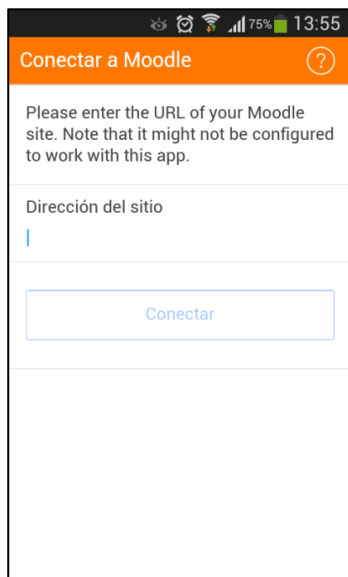 75% 13:55
Conectar a Moodle ?
Please enter the URL of your Moodle
site. Note that it might not be configured
to work with this app.
Dirección del sitio
Conectar